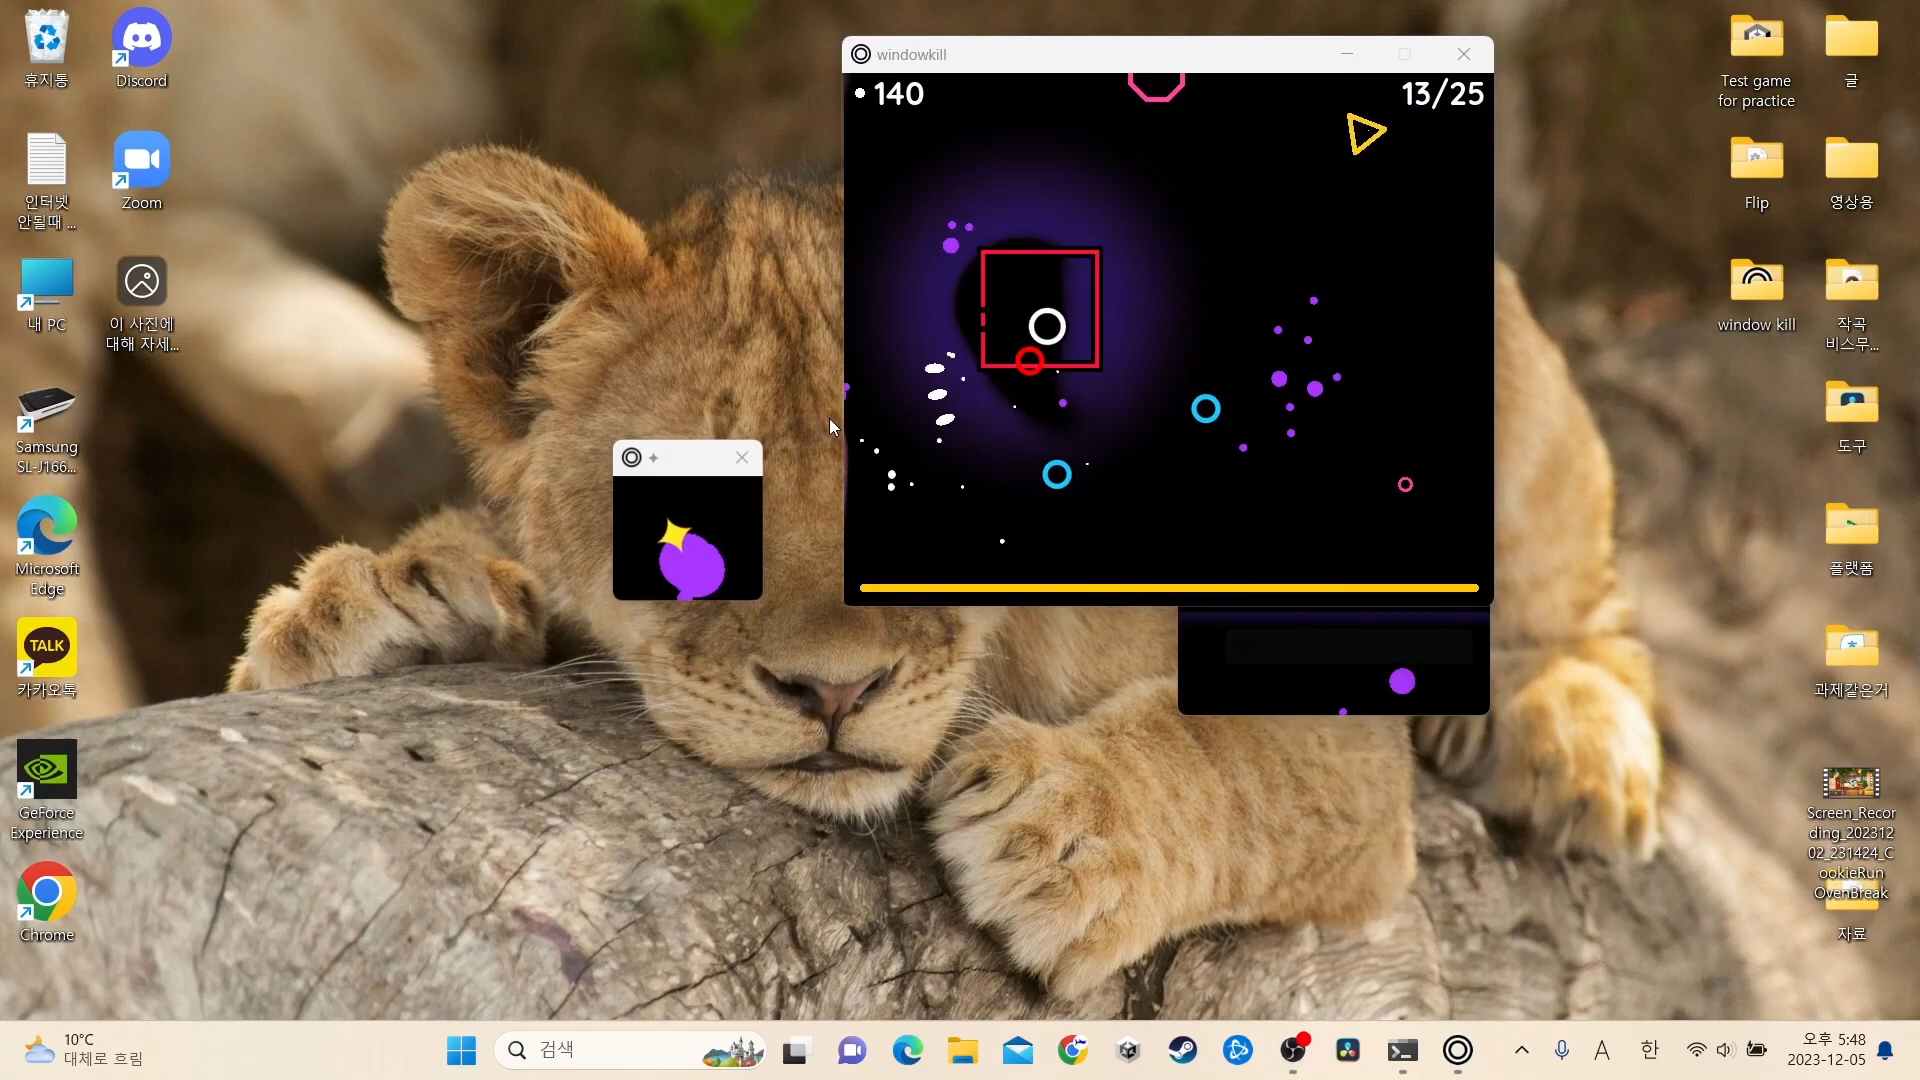 휴지통
Discord
인터넷
안될때 ...
Zoom
내 PC
이 사진에
대해 자세...
Samsung
SL-J166...
Microsoft
Edge
TALK
카카오톡
GeForce
Experience
Chrome
windowkill
140
13/25
Test game
for practice
글
Flip
영상용
window kill
작곡
비스무...
도구
플랫폼
과제같은거
Screen_Recor
ding_202312
02_231424_C
ookieRun
OvenBreak
자료
10°C
대체로 흐림
검색
A
한
오후 5:48
2023-12-05